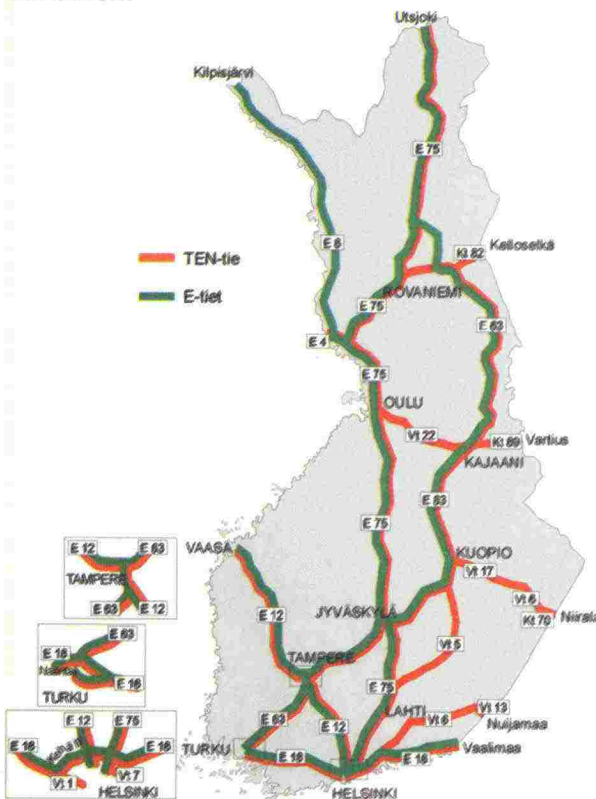 Utsjoki
Kilpisjärvi
E 75
E 8
TEN-tie
E-tiet
Kelloselkä
Kt 82
ROVANIEMI
E 75
E 63
E 4
E 75
OULU
Vt 22
Kt 89 Vartius
KAJAANI
E 63
E 75
VAASA
KUOPIO
Vt 17
E 12
JYVÄSKYLÄ
Vt 6
Kt 70
Niirala
Vt 5
TAMPERE
E 75
E 63
E 12
LAHTI
Vt 6
Vt 13
Nuijamaa
TURKU
E 18
E 18
Vaalimaa
HELSINKI
E 12
E 63
TAMPERE
E 63
E 12
E 63
E 18
E 18
TURKU
E 12
E 75
E 18
Kehä III
E 18
Vt 1
Vt 7
HELSINKI